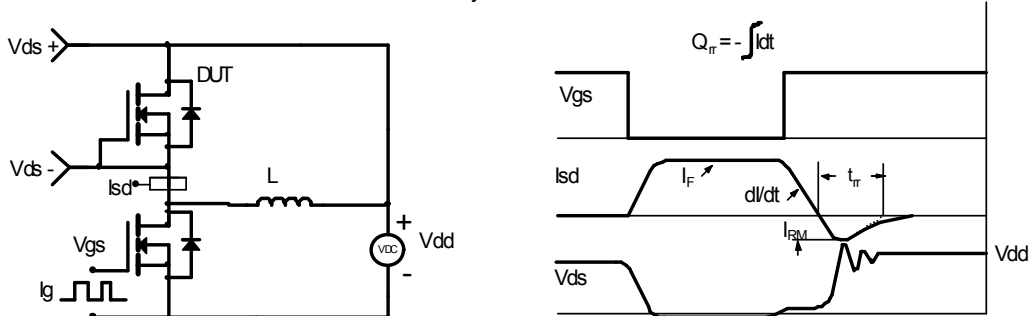 Vds +
DUT
Vds -
Isd
L
Vgs
Ig
VDC
+
-
Vdd
Qrr = - ∫Idt
Vgs
Isd
IF
dI/dt
trr
IRM
Vds
Vdd